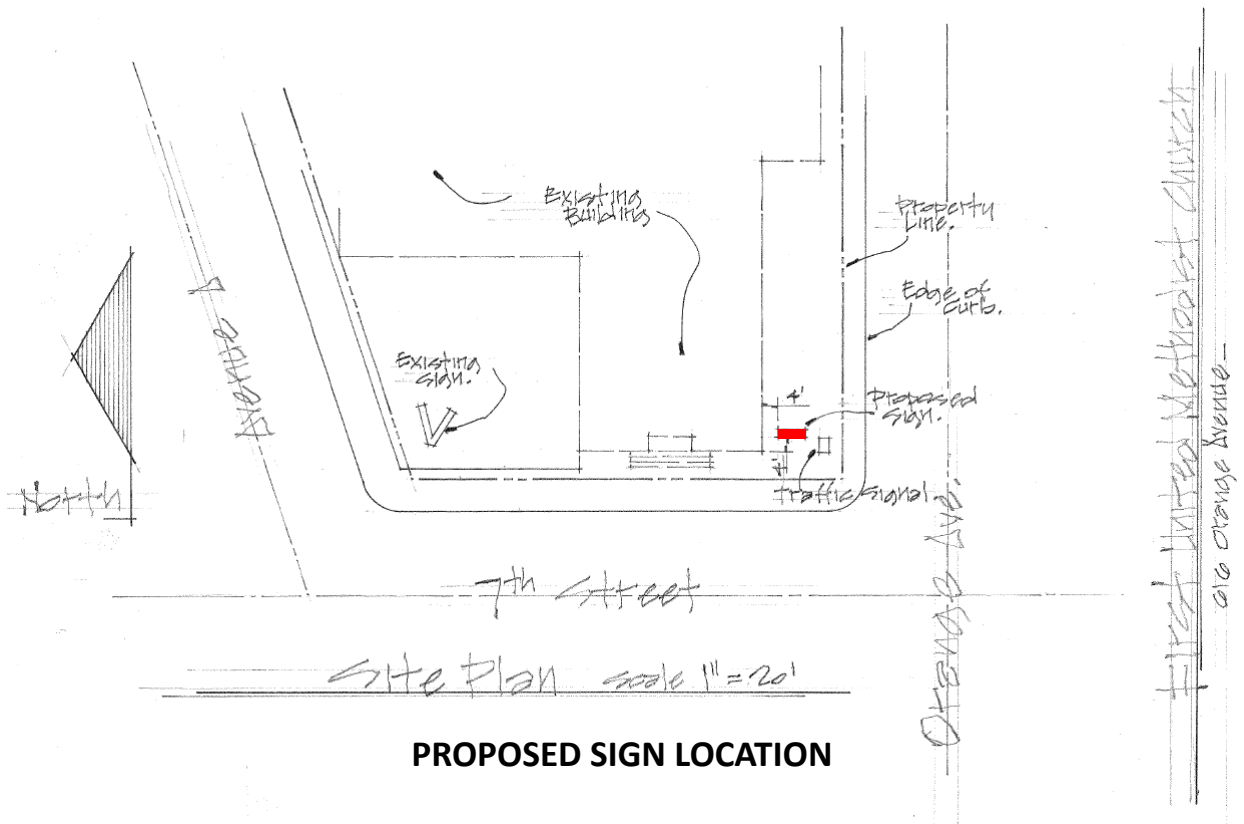 Existing
Building
Property
Line.
Edge of
Curb.
Existing
Sign.
4'
Proposed
Sign.
4'
Traffic Signal
Avenue A
North
7th Street
Orange Ave.
Site Plan scale 1" = 20'
First United Methodist Church
616 Orange Avenue
PROPOSED SIGN LOCATION